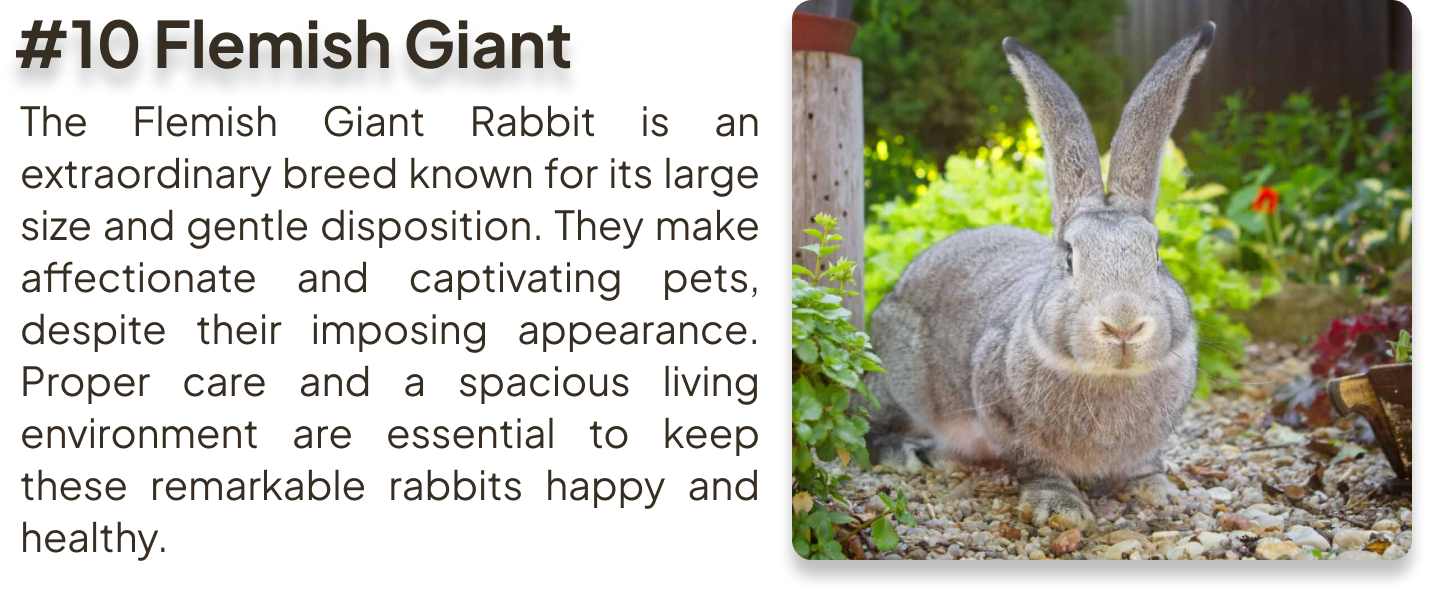 #10 Flemish Giant
The Flemish Giant Rabbit is an
extraordinary breed known for its large
size and gentle disposition. They make
affectionate and captivating pets,
despite their imposing appearance.
Proper care and a spacious living
environment are essential to keep
these remarkable rabbits happy and
healthy.